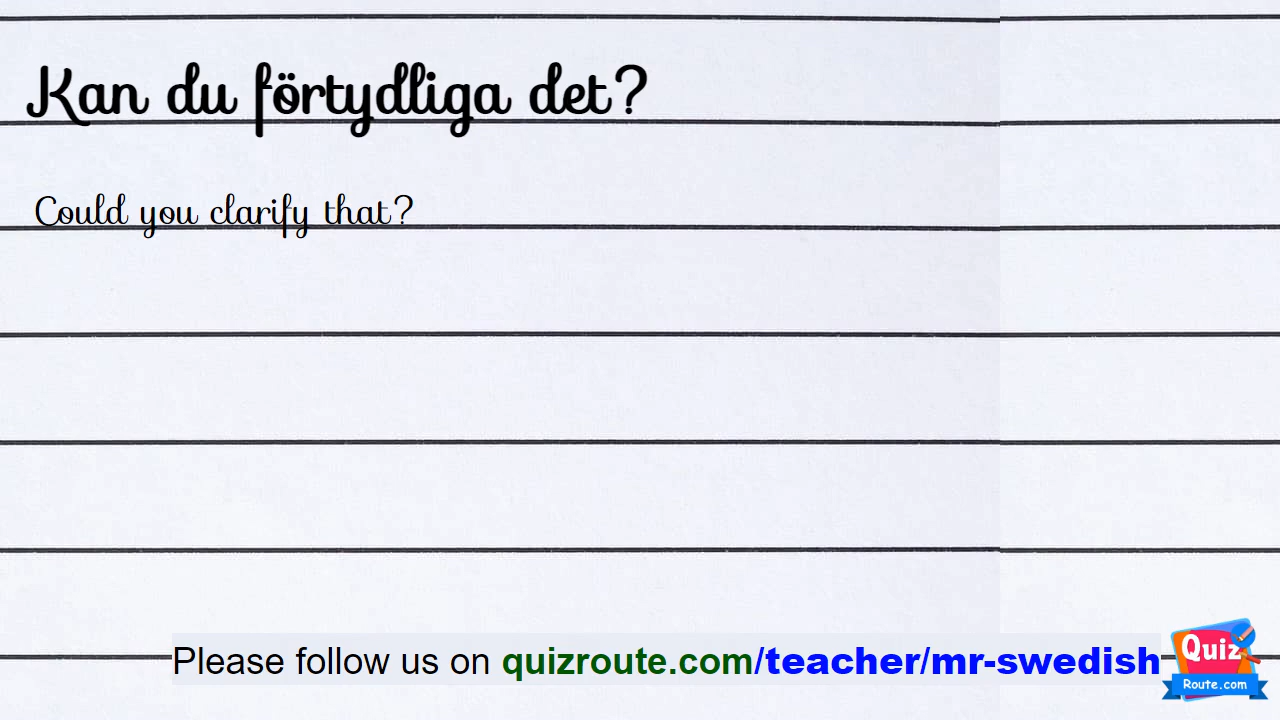 Kan du förtydliga det?
Could you clarify that?
Please follow us on quizroute.com/teacher/mr-swedish
Quiz
Route.com